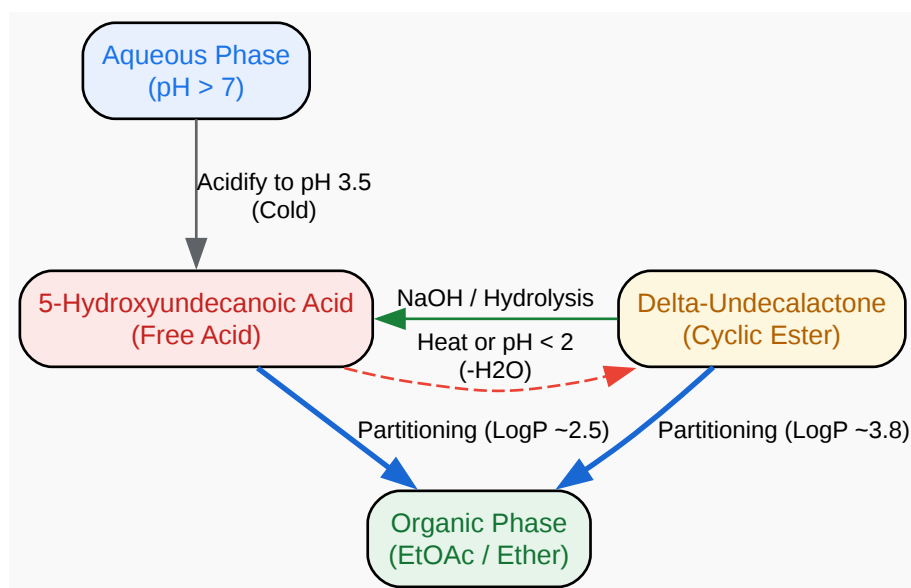 Aqueous Phase
(pH > 7)
Acidify to pH 3.5
(Cold)
5-Hydroxyundecanoic Acid
(Free Acid)
NaOH / Hydrolysis
Heat or pH < 2
(-H2O)
Delta-Undecalactone
(Cyclic Ester)
Partitioning (LogP ~2.5)
Partitioning (LogP ~3.8)
Organic Phase
(EtOAc / Ether)